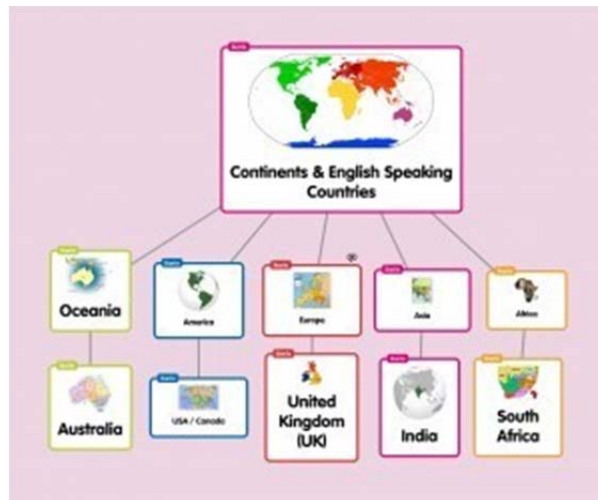 Continents & English Speaking
Countries
Oceania
America
Europe
Asia
Africa
Australia
USA / Canada
United
Kingdom
(UK)
India
South
Africa